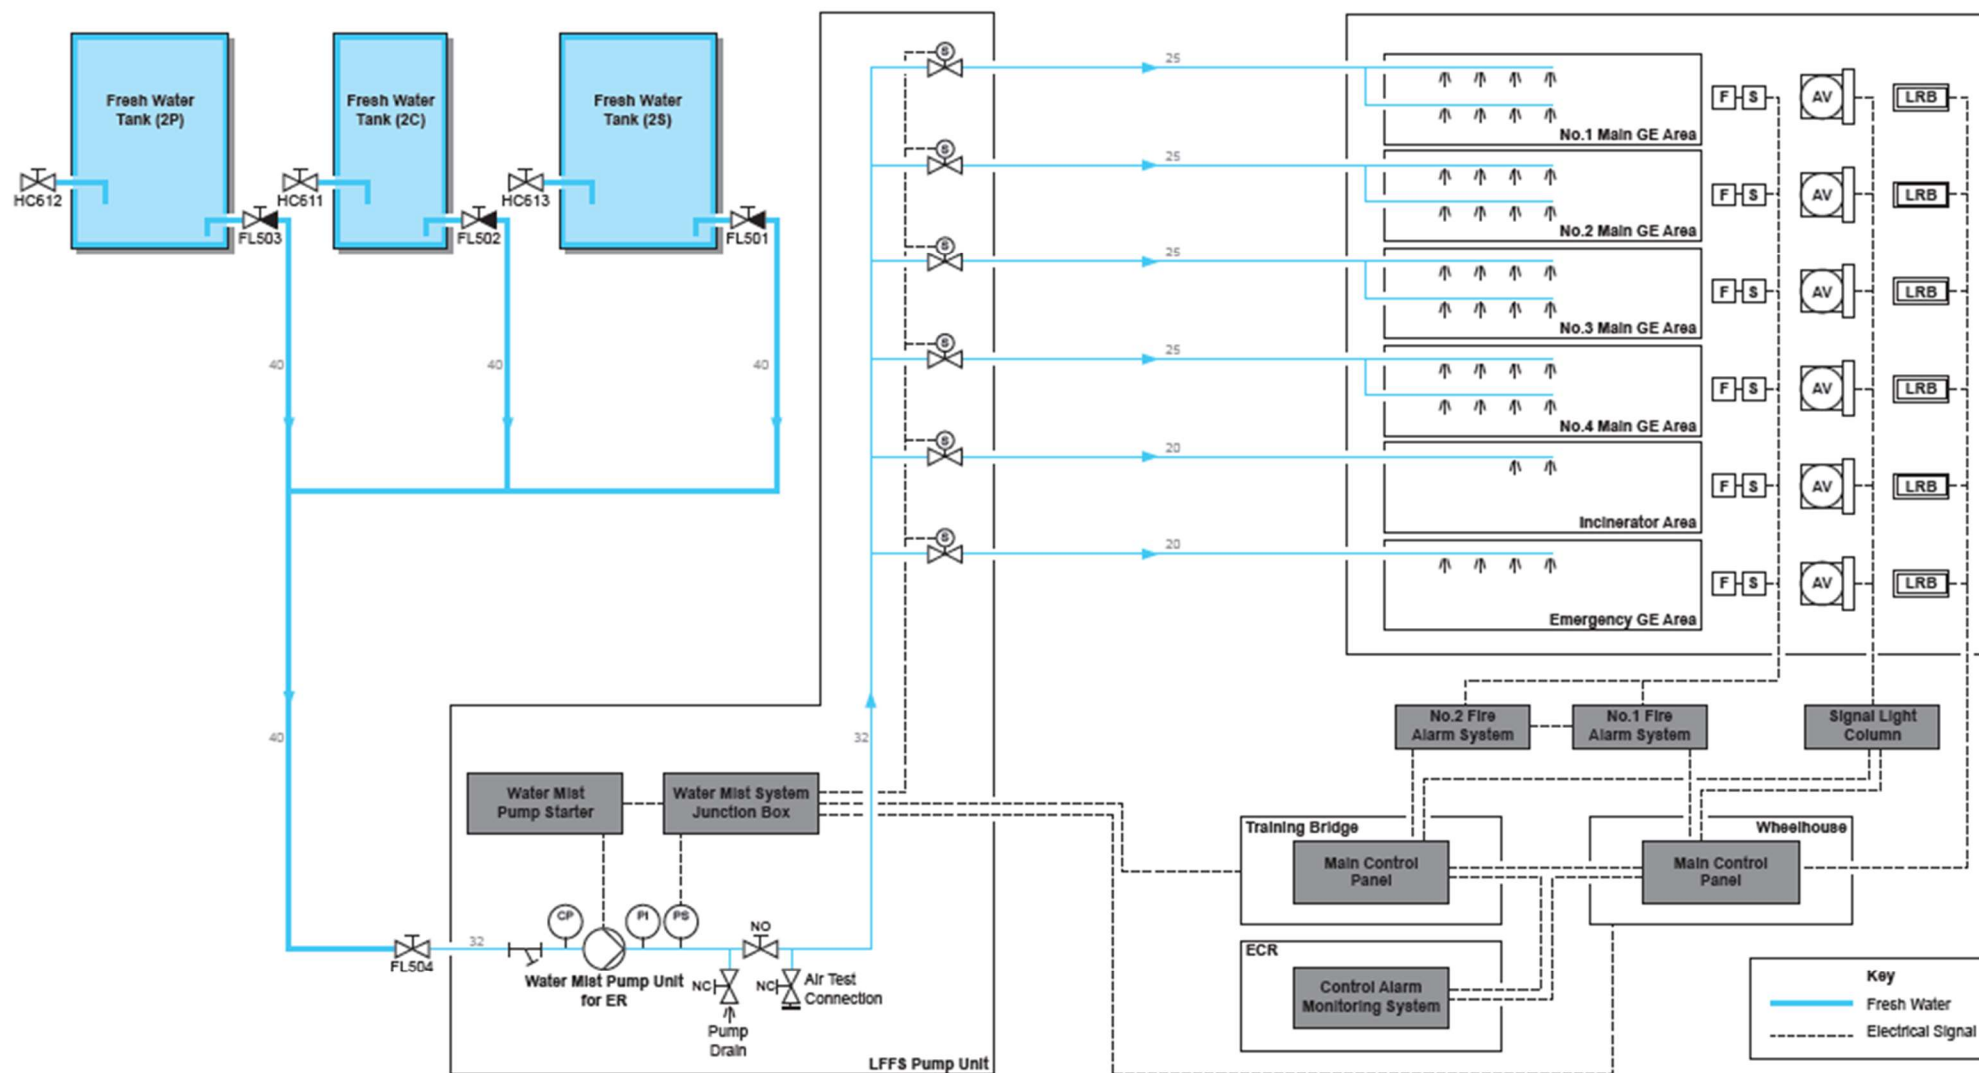 Fresh Water
Tank (2P)
Fresh Water
Tank (2C)
Fresh Water
Tank (2S)
HC612
HC611
HC613
FL503
FL502
FL501
40
40
40
40
S
25
No.1 Main GE Area
F S
AV
LRB
S
25
No.2 Main GE Area
F S
AV
LRB
S
25
No.3 Main GE Area
F S
AV
LRB
S
25
No.4 Main GE Area
F S
AV
LRB
S
20
Incinerator Area
F S
AV
LRB
S
20
Emergency GE Area
F S
AV
LRB
No.2 Fire
Alarm System
No.1 Fire
Alarm System
Signal Light
Column
32
Water Mist
Pump Starter
Water Mist System
Junction Box
Training Bridge
Main Control
Panel
Wheelhouse
Main Control
Panel
FL504
32
CP
PI
PS
NO
Water Mist Pump Unit
for ER
NC
NC
Air Test
Connection
Pump
Drain
LFFS Pump Unit
ECR
Control Alarm
Monitoring System
Key
Fresh Water
Electrical Signal